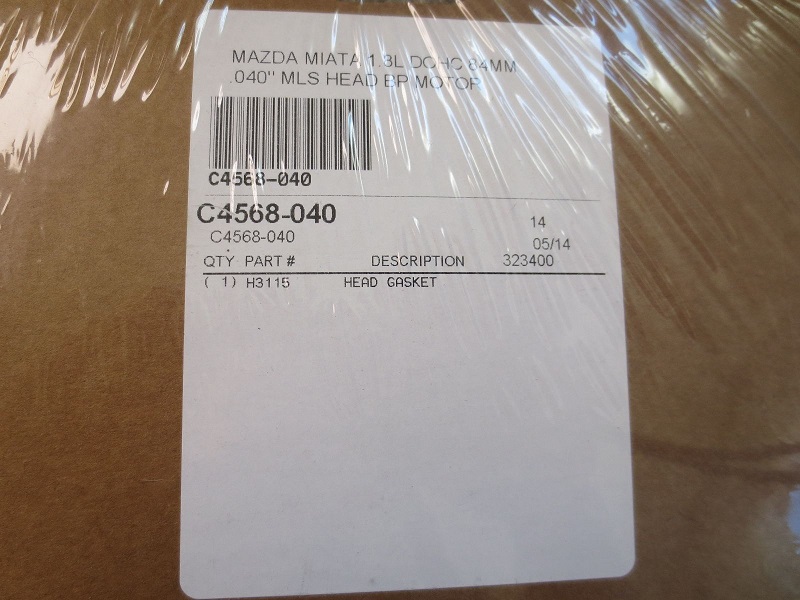 MAZDA MIATA 1.8L DOHC 84MM
.040" MLS HEAD BP MOTOR
C4568-040
C4568-040
14
C4568-040
05/14
QTY PART # DESCRIPTION 323400
( 1) H3115 HEAD GASKET